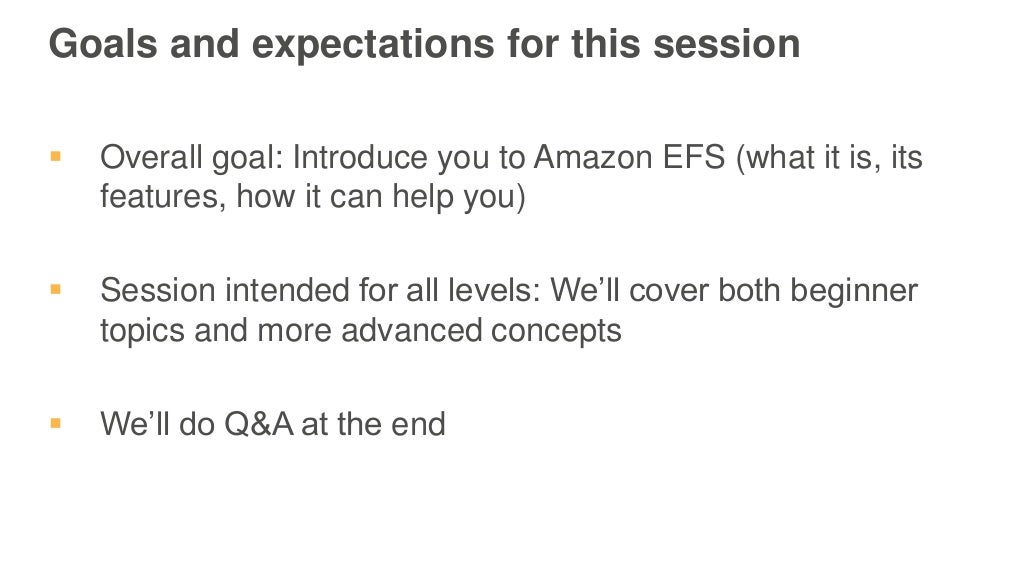 Goals and expectations for this session
▪ Overall goal: Introduce you to Amazon EFS (what it is, its
features, how it can help you)
▪ Session intended for all levels: We’ll cover both beginner
topics and more advanced concepts
▪ We’ll do Q&A at the end